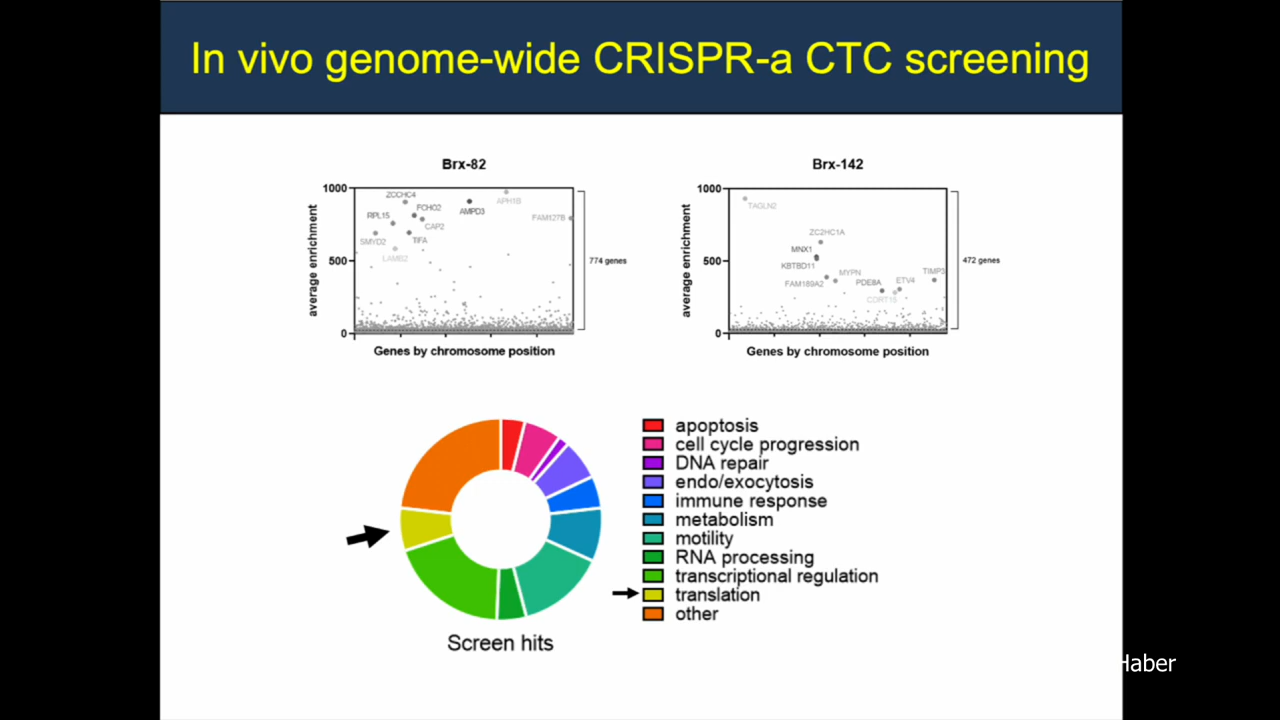 In vivo genome-wide CRISPR-a CTC screening
Brx-82
1000
500
0
average enrichment
ZCCHC4
RPL15
FCHO2
CAP2
SMYD2
TIFA
LAMB2
AMPD3
APH1B
FAM127B
774 genes
Genes by chromosome position
Brx-142
1000
500
0
average enrichment
TAGLN2
ZC2HC1A
MNX1
KBTBD11
MYPN
FAM189A2
PDE8A
ETV4
TIMP3
CORT15
472 genes
Genes by chromosome position
apoptosis
cell cycle progression
DNA repair
endo/exocytosis
immune response
metabolism
motility
RNA processing
transcriptional regulation
translation
other
Screen hits
Haber